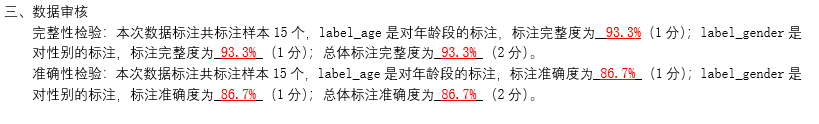 三、数据审核
完整性检验：本次数据标注共标注样本 15 个，label_age 是对年龄段的标注，标注完整度为 93.3%（1 分）；label_gender 是
对性别的标注，标注完整度为 93.3% （1 分）；总体标注完整度为 93.3% （2 分）。
准确性检验：本次数据标注共标注样本 15 个，label_age 是对年龄段的标注，标注准确度为 86.7% （1 分）；label_gender 是
对性别的标注，标注准确度为 86.7% （1 分）；总体标注准确度为 86.7% （2 分）。